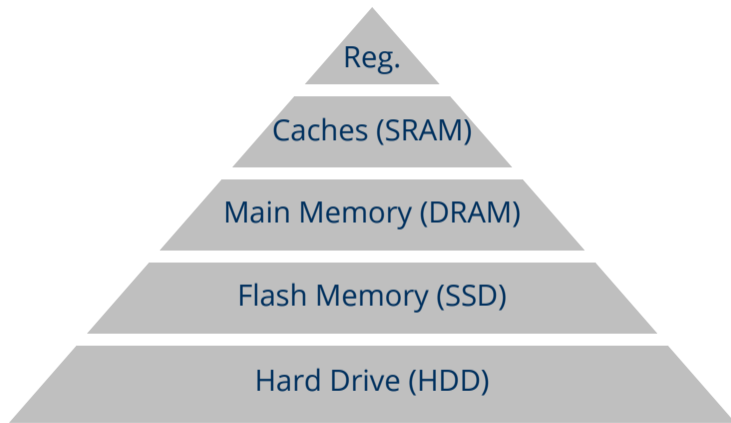 Reg.
Caches (SRAM)
Main Memory (DRAM)
Flash Memory (SSD)
Hard Drive (HDD)